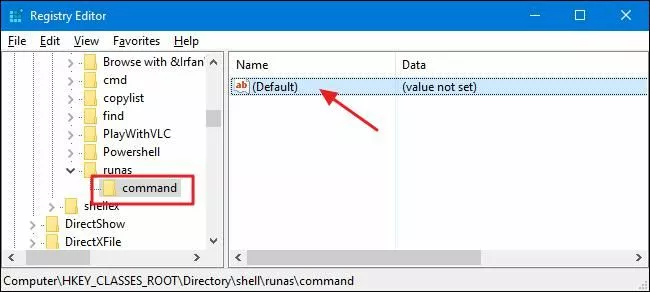 Registry Editor
File Edit View Favorites Help
Browse with &Irfan
cmd
copylist
find
PlayWithVLC
Powershell
runas
command
shellex
DirectShow
DirectXFile
Name Data
ab (Default) (value not set)
Computer\HKEY_CLASSES_ROOT\Directory\shell\runas\command